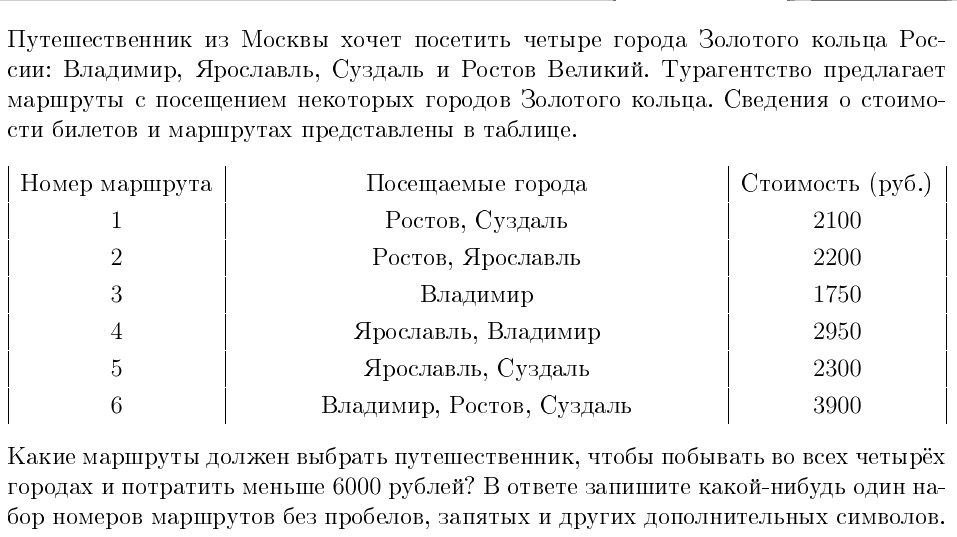 Путешественник из Москвы хочет посетить четыре города Золотого кольца Рос-
сии: Владимир, Ярославль, Суздаль и Ростов Великий. Турагентство предлагает
маршруты с посещением некоторых городов Золотого кольца. Сведения о стоимо-
сти билетов и маршрутах представлены в таблице.
Номер маршрута Посещаемые города Стоимость (руб.)
1 Ростов, Суздаль 2100
2 Ростов, Ярославль 2200
3 Владимир 1750
4 Ярославль, Владимир 2950
5 Ярославль, Суздаль 2300
6 Владимир, Ростов, Суздаль 3900
Какие маршруты должен выбрать путешественник, чтобы побывать во всех четырёх
городах и потратить меньше 6000 рублей? В ответе запишите какой-нибудь один на-
бор номеров маршрутов без пробелов, запятых и других дополнительных символов.